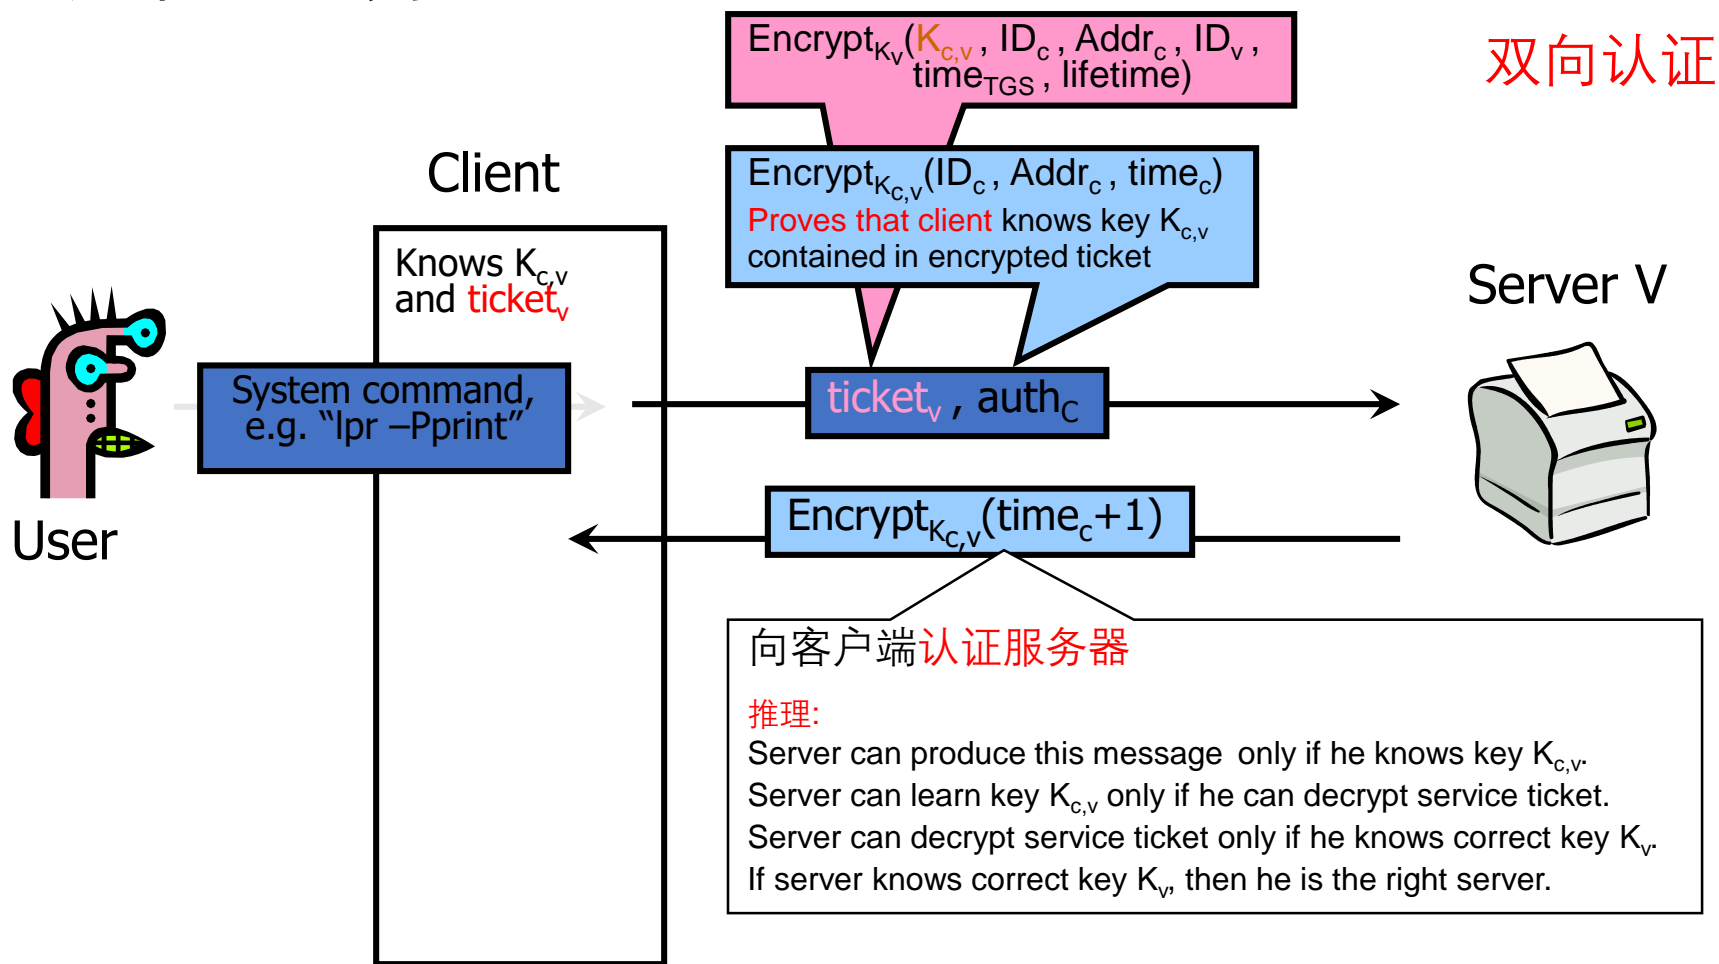 Encrypt_Kv(K_c,v , ID_c , Addr_c , ID_v ,
time_TGS , lifetime)
双向认证
Client
Encrypt_Kc,v(ID_c , Addr_c , time_c)
Proves that client knows key K_c,v
contained in encrypted ticket
Knows K_c,v
and ticket_v
Server V
System command,
e.g. “lpr –Pprint”
ticket_v , auth_C
User
Encrypt_Kc,v(time_c+1)
向客户端认证服务器
推理:
Server can produce this message only if he knows key K_c,v.
Server can learn key K_c,v only if he can decrypt service ticket.
Server can decrypt service ticket only if he knows correct key K_v.
If server knows correct key K_v, then he is the right server.